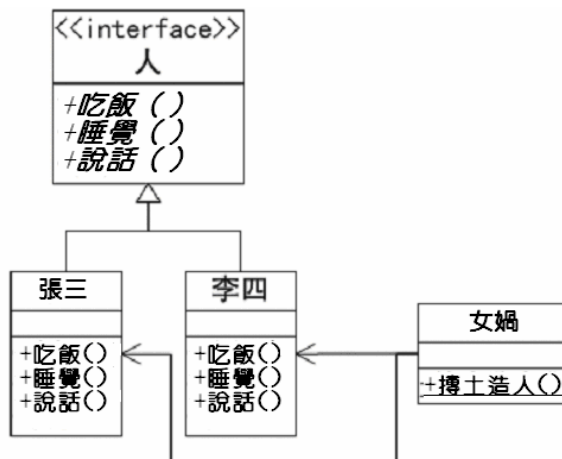 <<interface>>
人
+吃飯（）
+睡覺（）
+說話（）
張三
+吃飯()
+睡覺()
+說話()
李四
+吃飯()
+睡覺()
+說話()
女媧
+摶土造人()